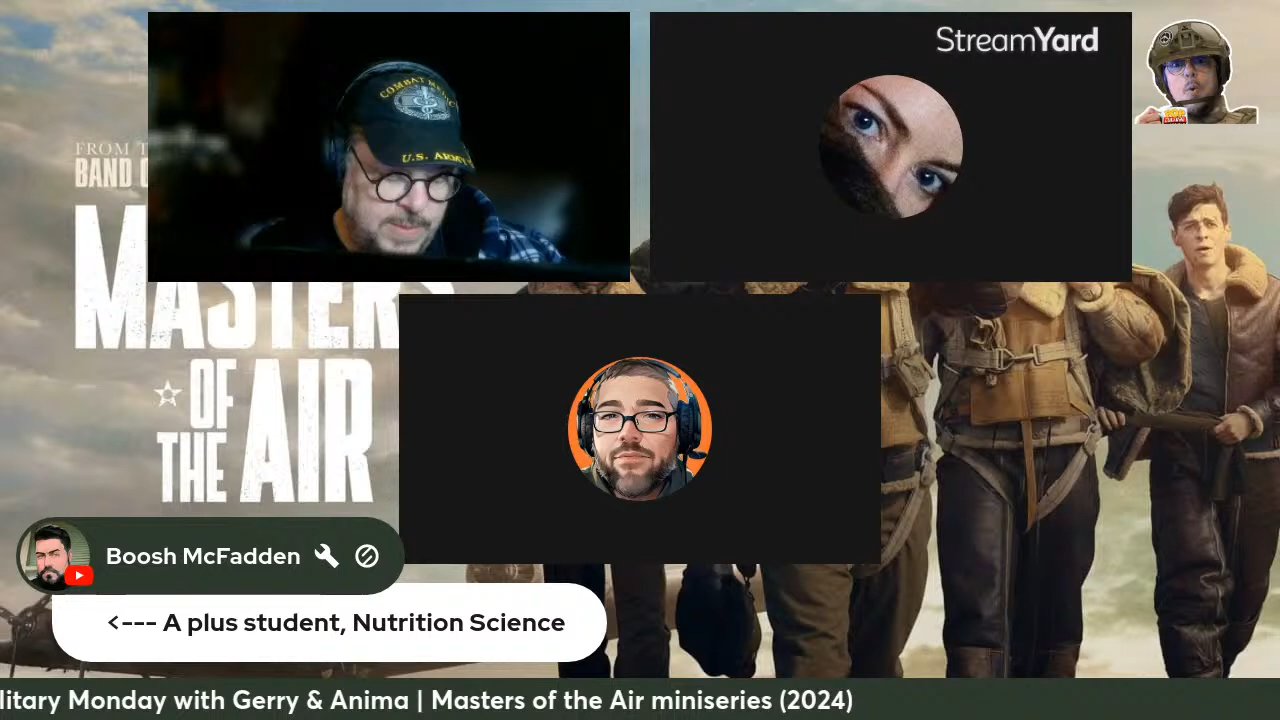 StreamYard
COMBAT MEDIC
U.S. ARMY
FROM T
BAND O
MASTERS
OF
THE AIR
Boosh McFadden
<--- A plus student, Nutrition Science
litary Monday with Gerry & Anima | Masters of the Air miniseries (2024)